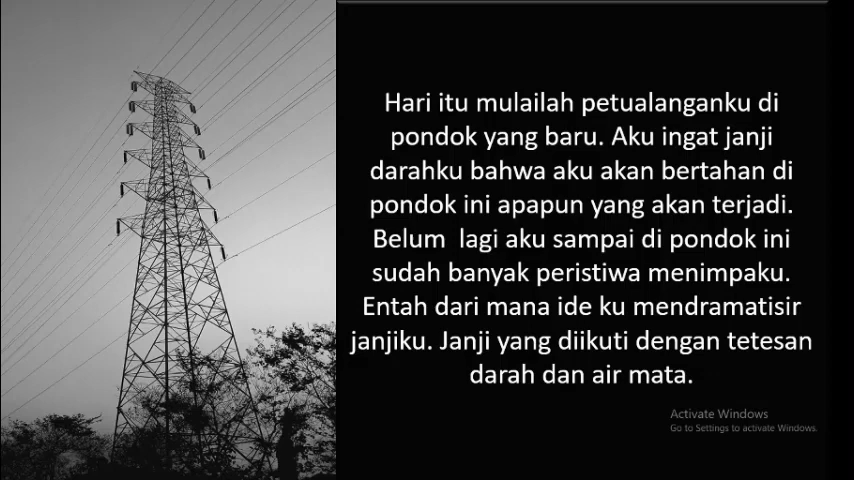 Hari itu mulailah petualanganku di
pondok yang baru. Aku ingat janji
darahku bahwa aku akan bertahan di
pondok ini apapun yang akan terjadi.
Belum  lagi aku sampai di pondok ini
sudah banyak peristiwa menimpaku.
Entah dari mana ide ku mendramatisir
janjiku. Janji yang diikuti dengan tetesan
darah dan air mata.
Activate Windows
Go to Settings to activate Windows.